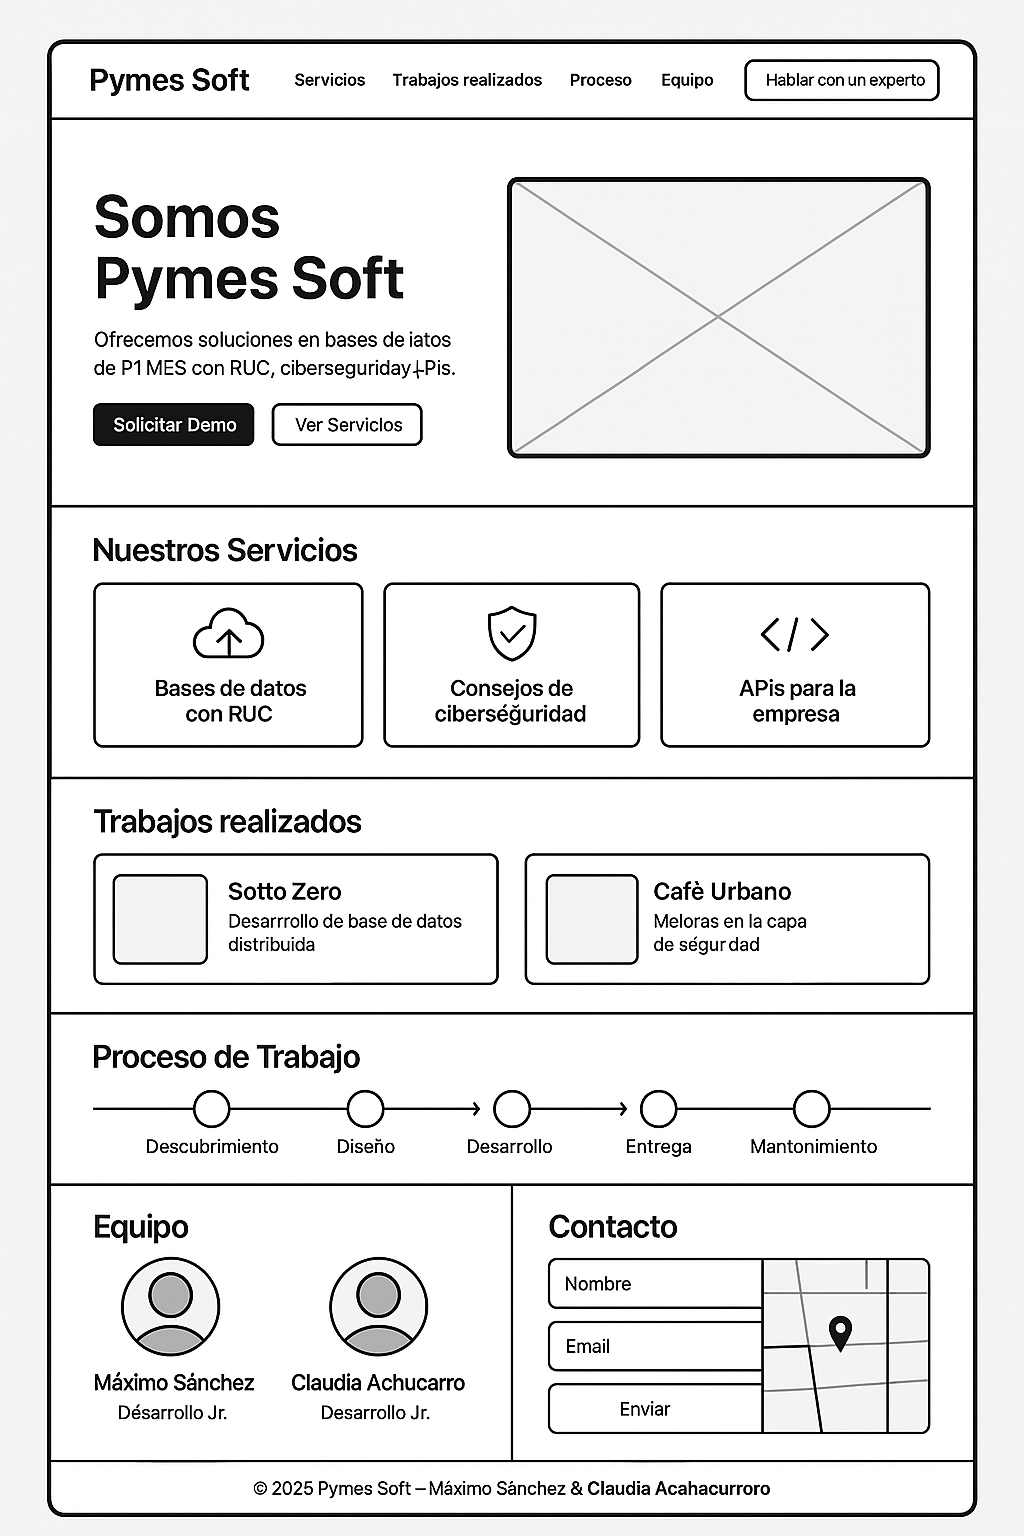 Pymes Soft
Servicios
Trabajos realizados
Proceso
Equipo
Hablar con un experto
Somos
Pymes Soft
Ofrecemos soluciones en bases de iatos
de P1 MES con RUC, ciberseguriday
Pis.
Solicitar Demo
Ver Serviclos
Nuestros Servicios
Bases de datos
con RUC
Consejos de
ciberséğuridad
APis para la
empresa
Trabajos realizados
Sotto Zero
Desarrrollo de base de datos
distribuida
Cafè Urbano
Meloras en la capa
de ségur dad
Proceso de Trabajo
Descubrimiento
Diseño
Desarrollo
Entrega
Mantonimiento
Equipo
Máximo Sánchez
Désarrollo Jr.
Claudia Achucarro
Desarrollo Jr.
Contacto
Nombre
Email
Enviar
© 2025 Pymes Soft – Máximo Sánchez & Claudia Acahacurroro